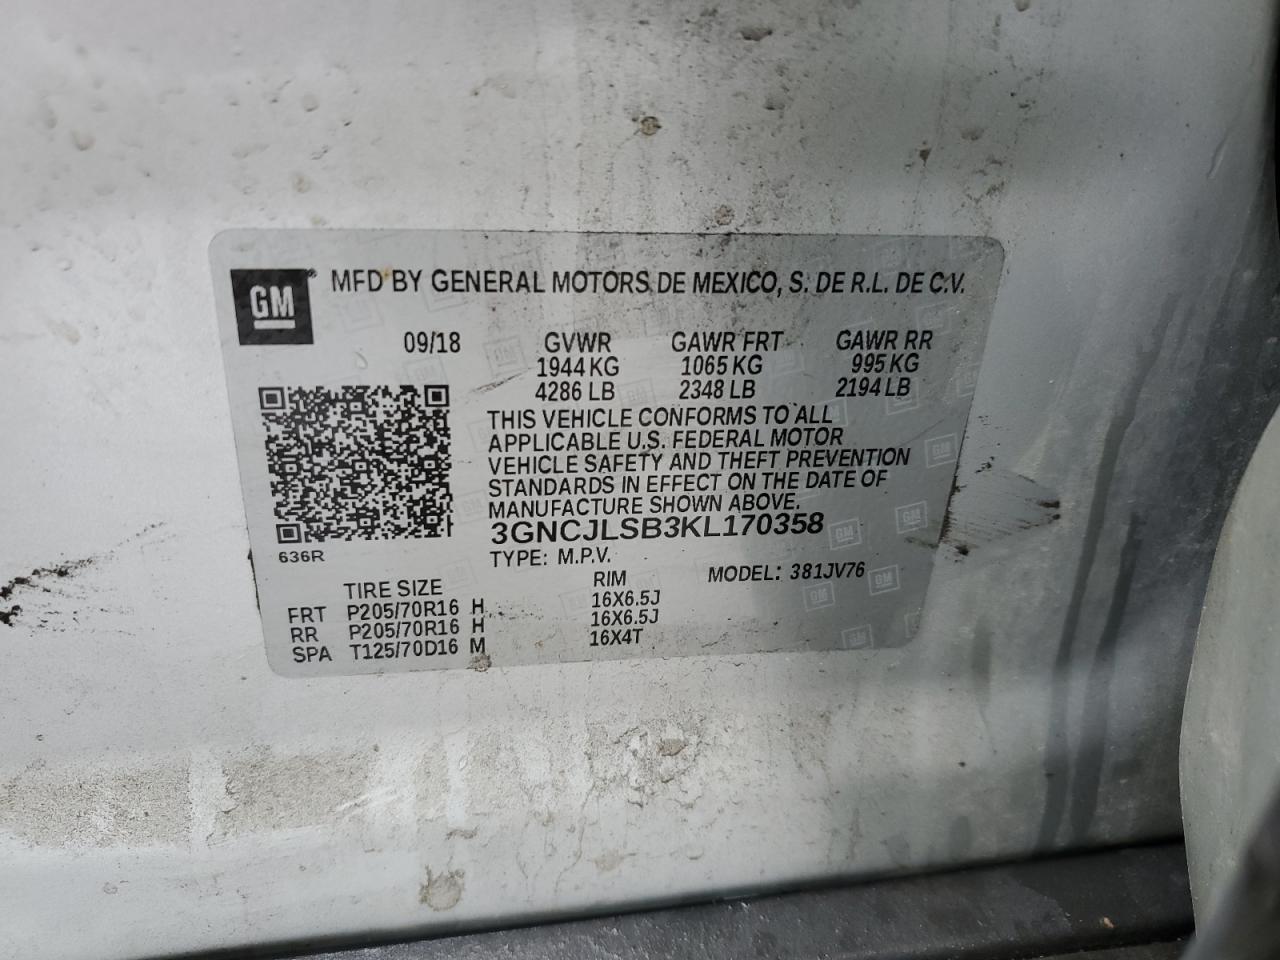 GM® MFD BY GENERAL MOTORS DE MEXICO, S. DE R.L. DE C.V.
09/18 GVWR GAWR FRT GAWR RR
1944 KG 1065 KG 995 KG
4286 LB 2348 LB 2194 LB
THIS VEHICLE CONFORMS TO ALL
APPLICABLE U.S. FEDERAL MOTOR
VEHICLE SAFETY AND THEFT PREVENTION
STANDARDS IN EFFECT ON THE DATE OF
MANUFACTURE SHOWN ABOVE.
3GNCJLSB3KL170358
636R
TYPE: M.P.V. MODEL: 381JV76
TIRE SIZE RIM
FRT P205/70R16 H 16X6.5J
RR P205/70R16 H 16X6.5J
SPA T125/70D16 M 16X4T